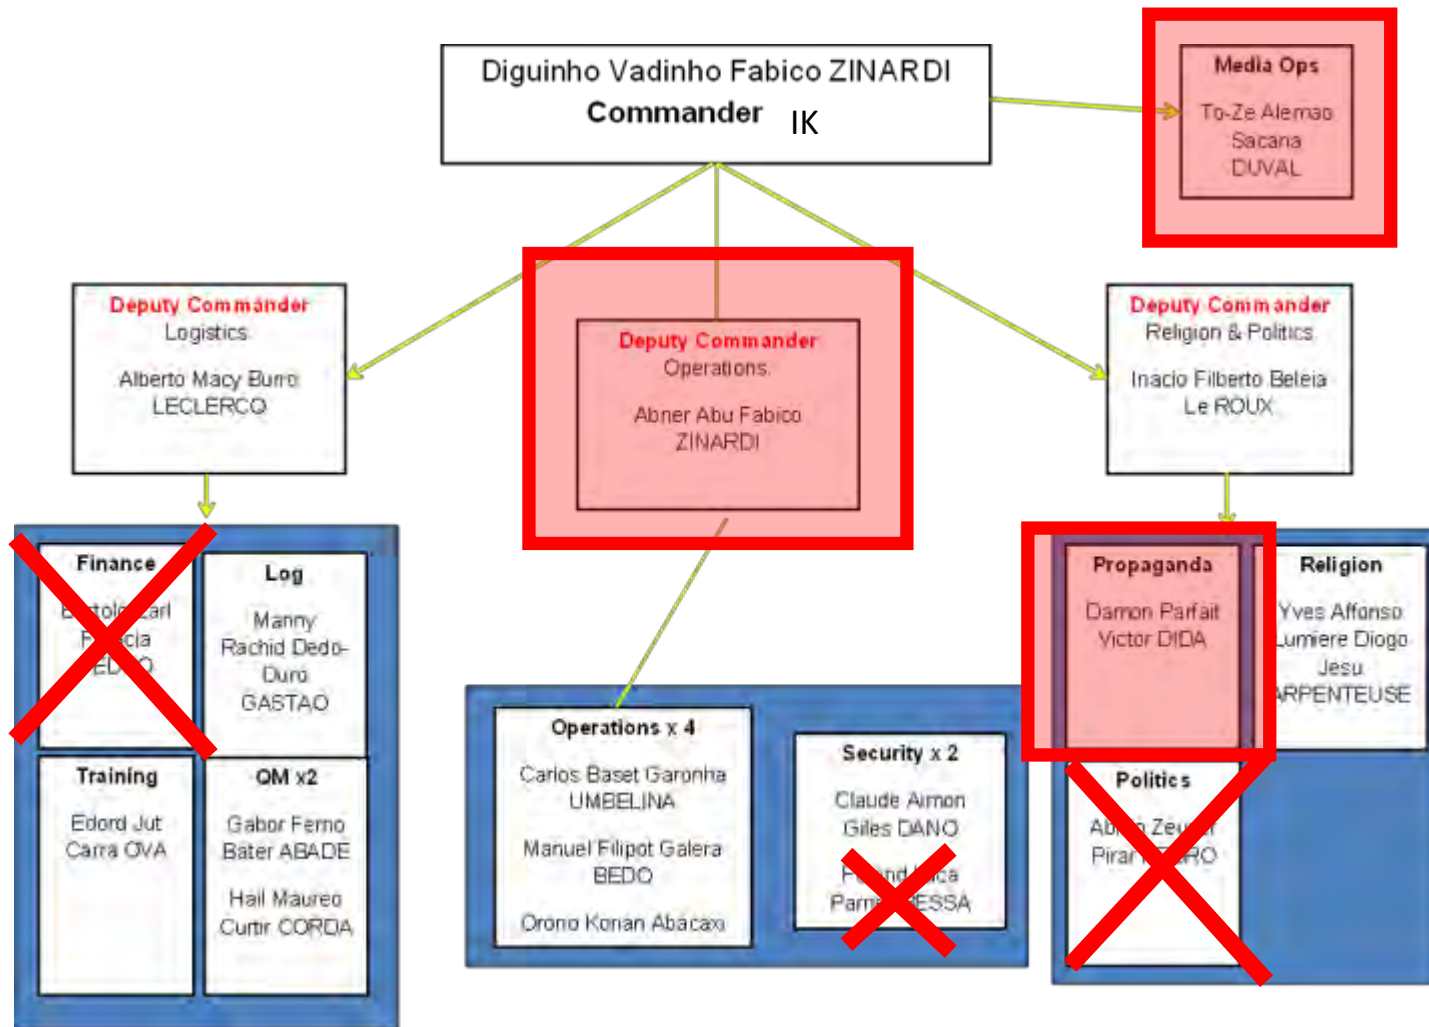 Diguinho Vadinho Fabico ZINARDI
Commander IK
Media Ops
To-Ze Alemao
Sacana
DUVAL
Deputy Commander
Logistics
Alberto Macy Burro
LECLERCQ
Deputy Commander
Operations
Abner Abu Fabico
ZINARDI
Deputy Commander
Religion & Politics
Inacio Filberto Beleia
Le ROUX
Finance
Log
Manny
Rachid Dedo-
Duro
GASTAO
Training
Edord Jut
Carra OVA
QM x2
Gabor Ferno
Bater ABADE
Hail Maureo
Curtir CORDA
Operations x 4
Carlos Baset Garonha
UMBELINA
Manuel Filipot Galera
BEDO
Orono Konan Abacaxi
Security x 2
Claude Aimon
Giles DANO
Propaganda
Damon Parfait
Victor DIDA
Religion
Yves Affonso
Lumiere Diogo
Jesu
ARPENTEUSE
Politics
Pirar